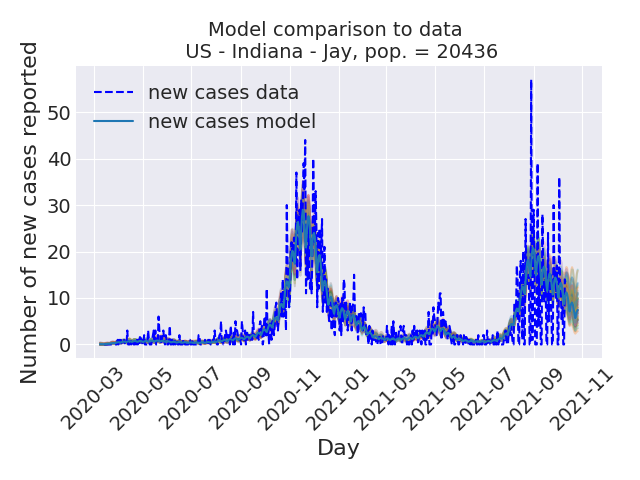 Model comparison to data
US - Indiana - Jay, pop. = 20436
new cases data
new cases model
Number of new cases reported
50
40
30
20
10
0
2020-03
2020-05
2020-07
2020-09
2020-11
2021-01
2021-03
2021-05
2021-07
2021-09
2021-11
Day